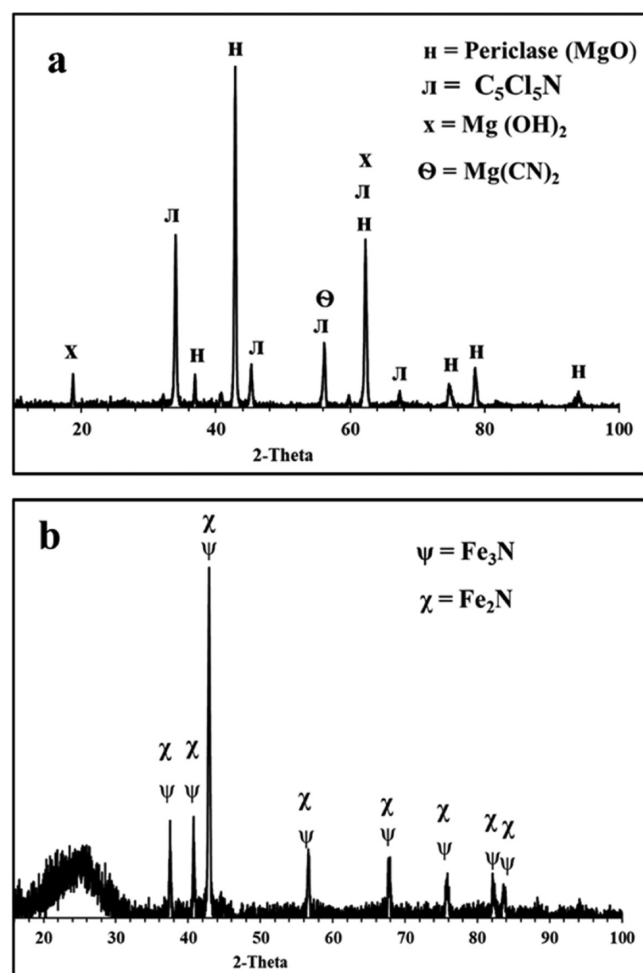 a
н
н = Periclase (MgO)
л = C₅Cl₅N
x = Mg (OH)₂
Ө = Mg(CN)₂
x
л
н
л
Ө
л
x
н
л
л
н
н
н
20 40 60 80 100
2-Theta
b
χ
ψ
ψ = Fe₃N
χ = Fe₂N
χ χ
ψ ψ
χ χ χ χ χ
ψ ψ ψ ψ ψ
20 30 40 50 60 70 80 90 100
2-Theta